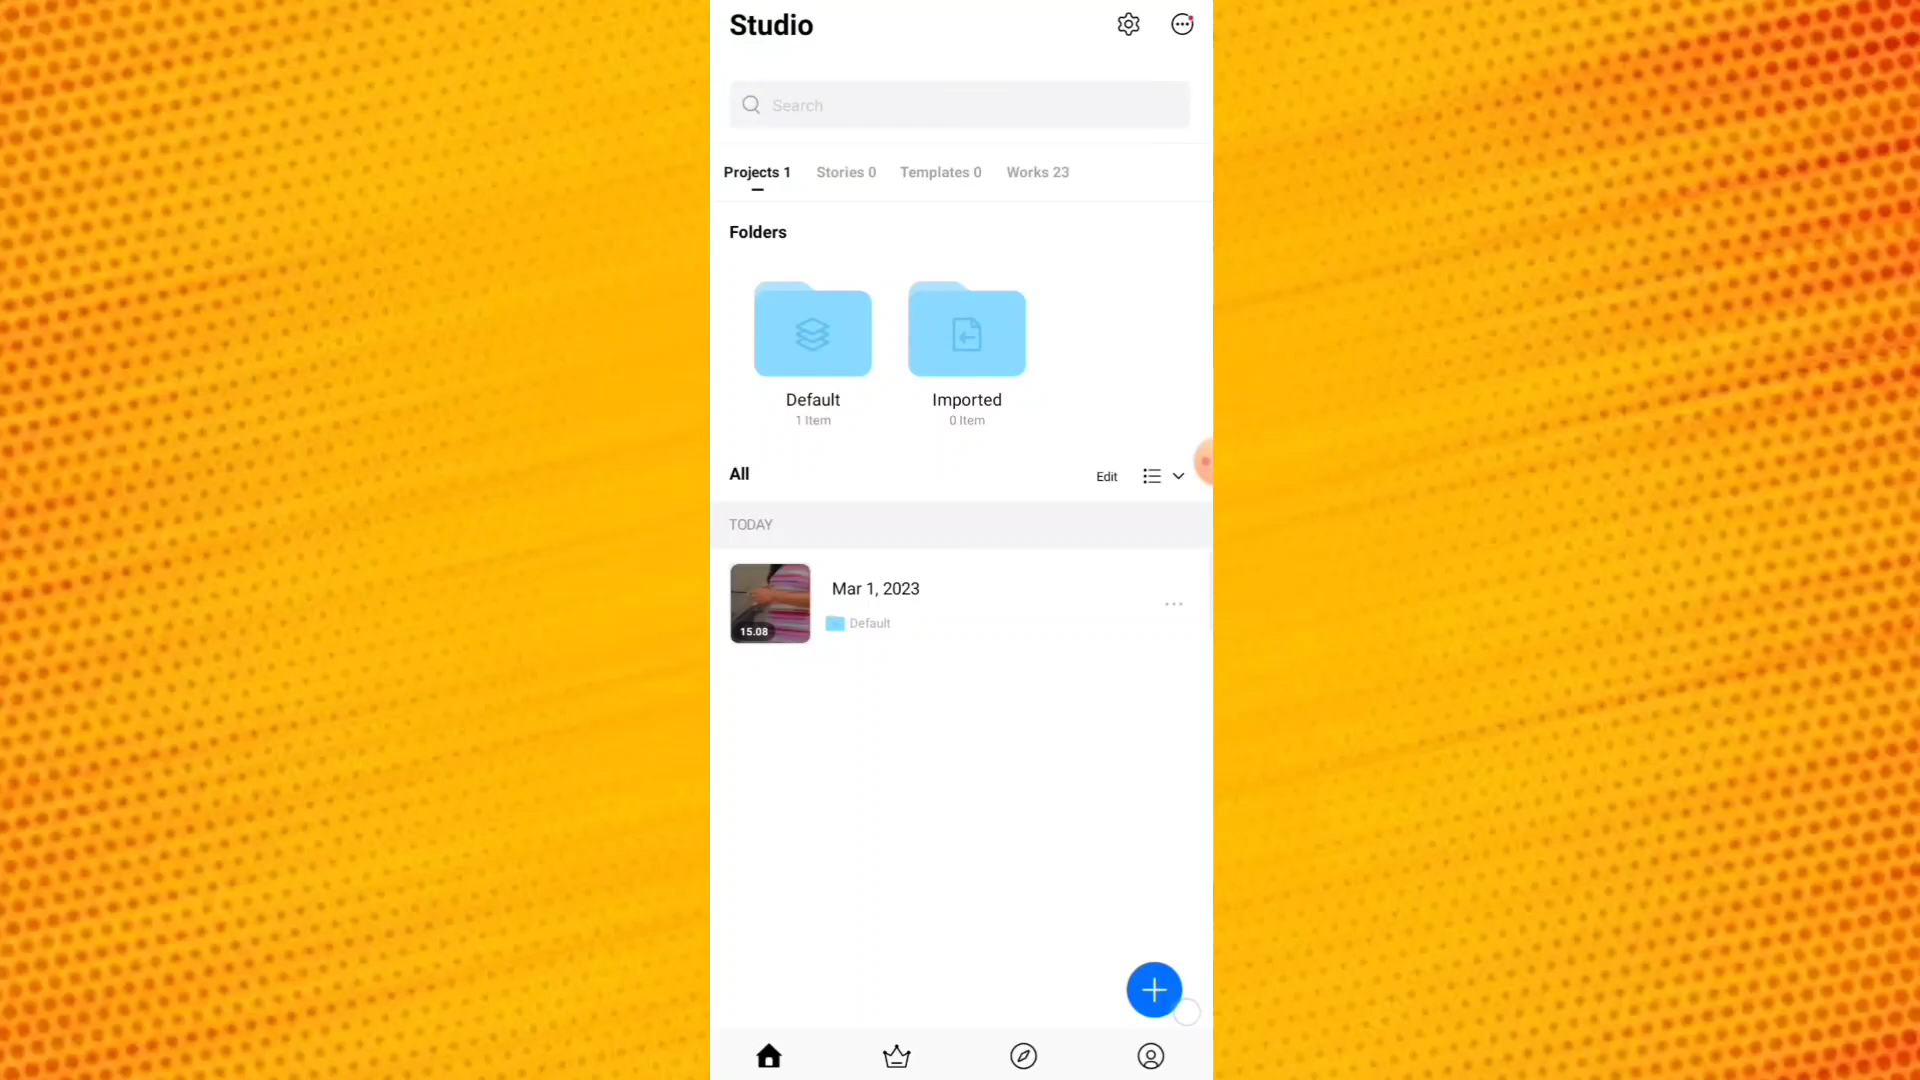 Studio
Search
Projects 1 Stories 0 Templates 0 Works 23
Folders
Default Imported
1 Item 0 Item
All Edit
TODAY
Mar 1, 2023
15.08 Default